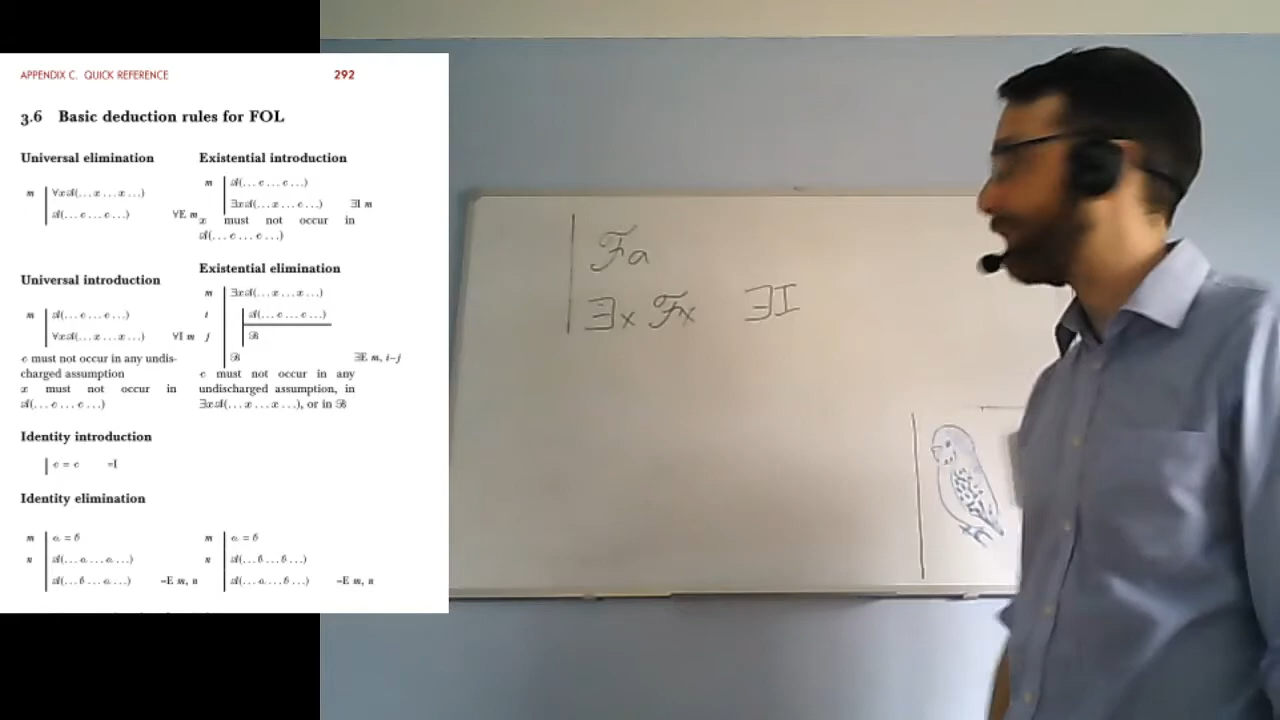 APPENDIX C. QUICK REFERENCE 292
3.6 Basic deduction rules for FOL
Universal elimination
m ∀x𝒜(…x…x…)
𝒜(…c…c…) ∀E m
Existential introduction
m 𝒜(…c…c…)
∃x𝒜(…x…c…) ∃I m
x must not occur in
𝒜(…c…c…)
Universal introduction
m 𝒜(…c…c…)
∀x𝒜(…x…x…) ∀I m
c must not occur in any undis-
charged assumption
x must not occur in
𝒜(…c…c…)
Existential elimination
m ∃x𝒜(…x…x…)
i 𝒜(…c…c…)
j ℬ
ℬ ∃E m, i–j
c must not occur in any
undischarged assumption, in
∃x𝒜(…x…x…), or in ℬ
Identity introduction
c = c =I
Identity elimination
m a = b
n 𝒜(…a…a…)
𝒜(…b…a…) =E m, n
m a = b
n 𝒜(…b…b…)
𝒜(…a…b…) =E m, n
ℱa
∃x ℱx ∃I